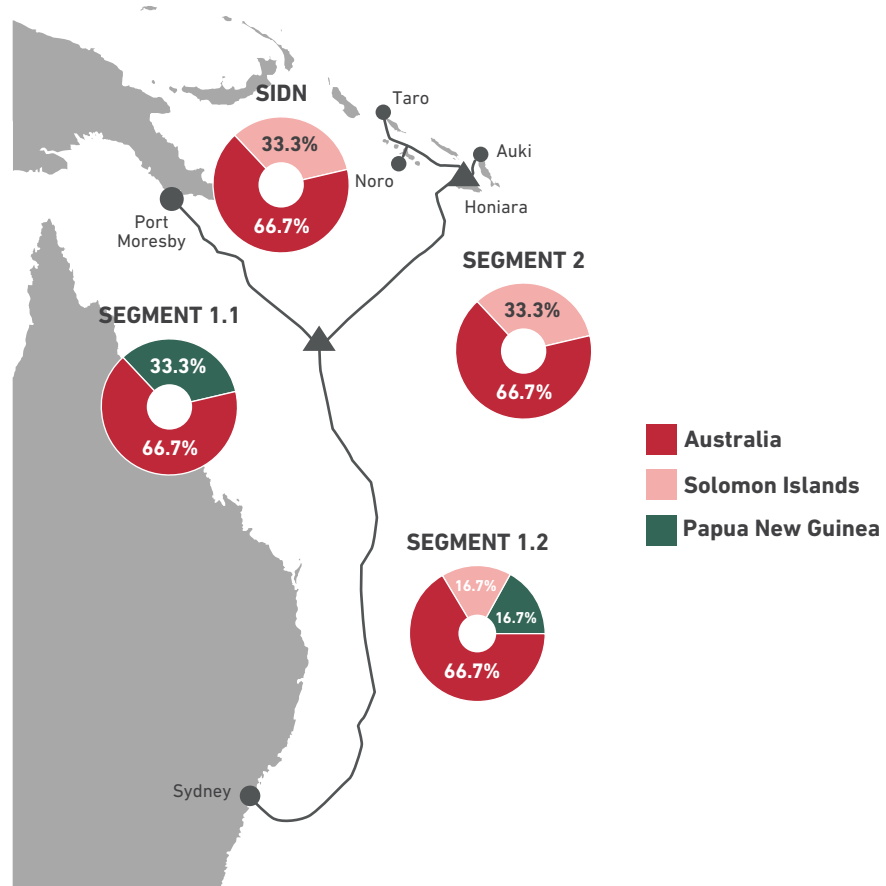 SIDN
33.3%
66.7%
Taro
Auki
Noro
Honiara
Port
Moresby
SEGMENT 2
33.3%
66.7%
SEGMENT 1.1
33.3%
66.7%
Australia
Solomon Islands
Papua New Guinea
SEGMENT 1.2
16.7%
16.7%
66.7%
Sydney